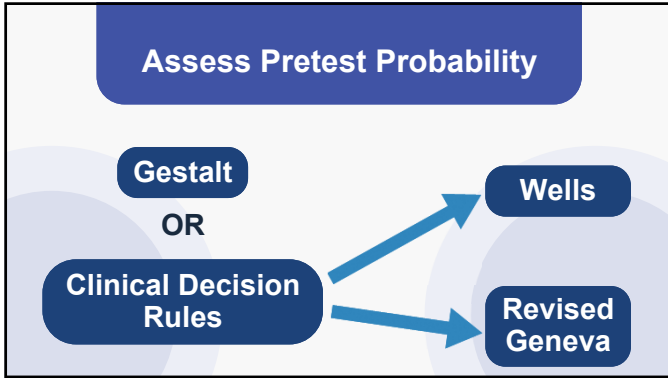 Assess Pretest Probability
Gestalt
OR
Clinical Decision
Rules
Wells
Revised
Geneva